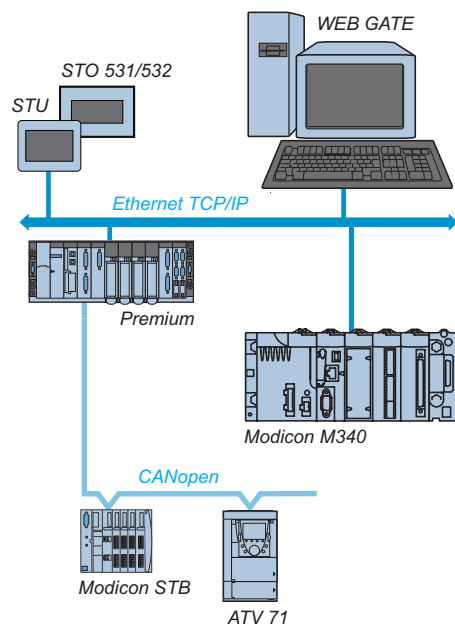 WEB GATE
STO 531/532
STU
Ethernet TCP/IP
Premium
Modicon M340
CANopen
Modicon STB
ATV 71